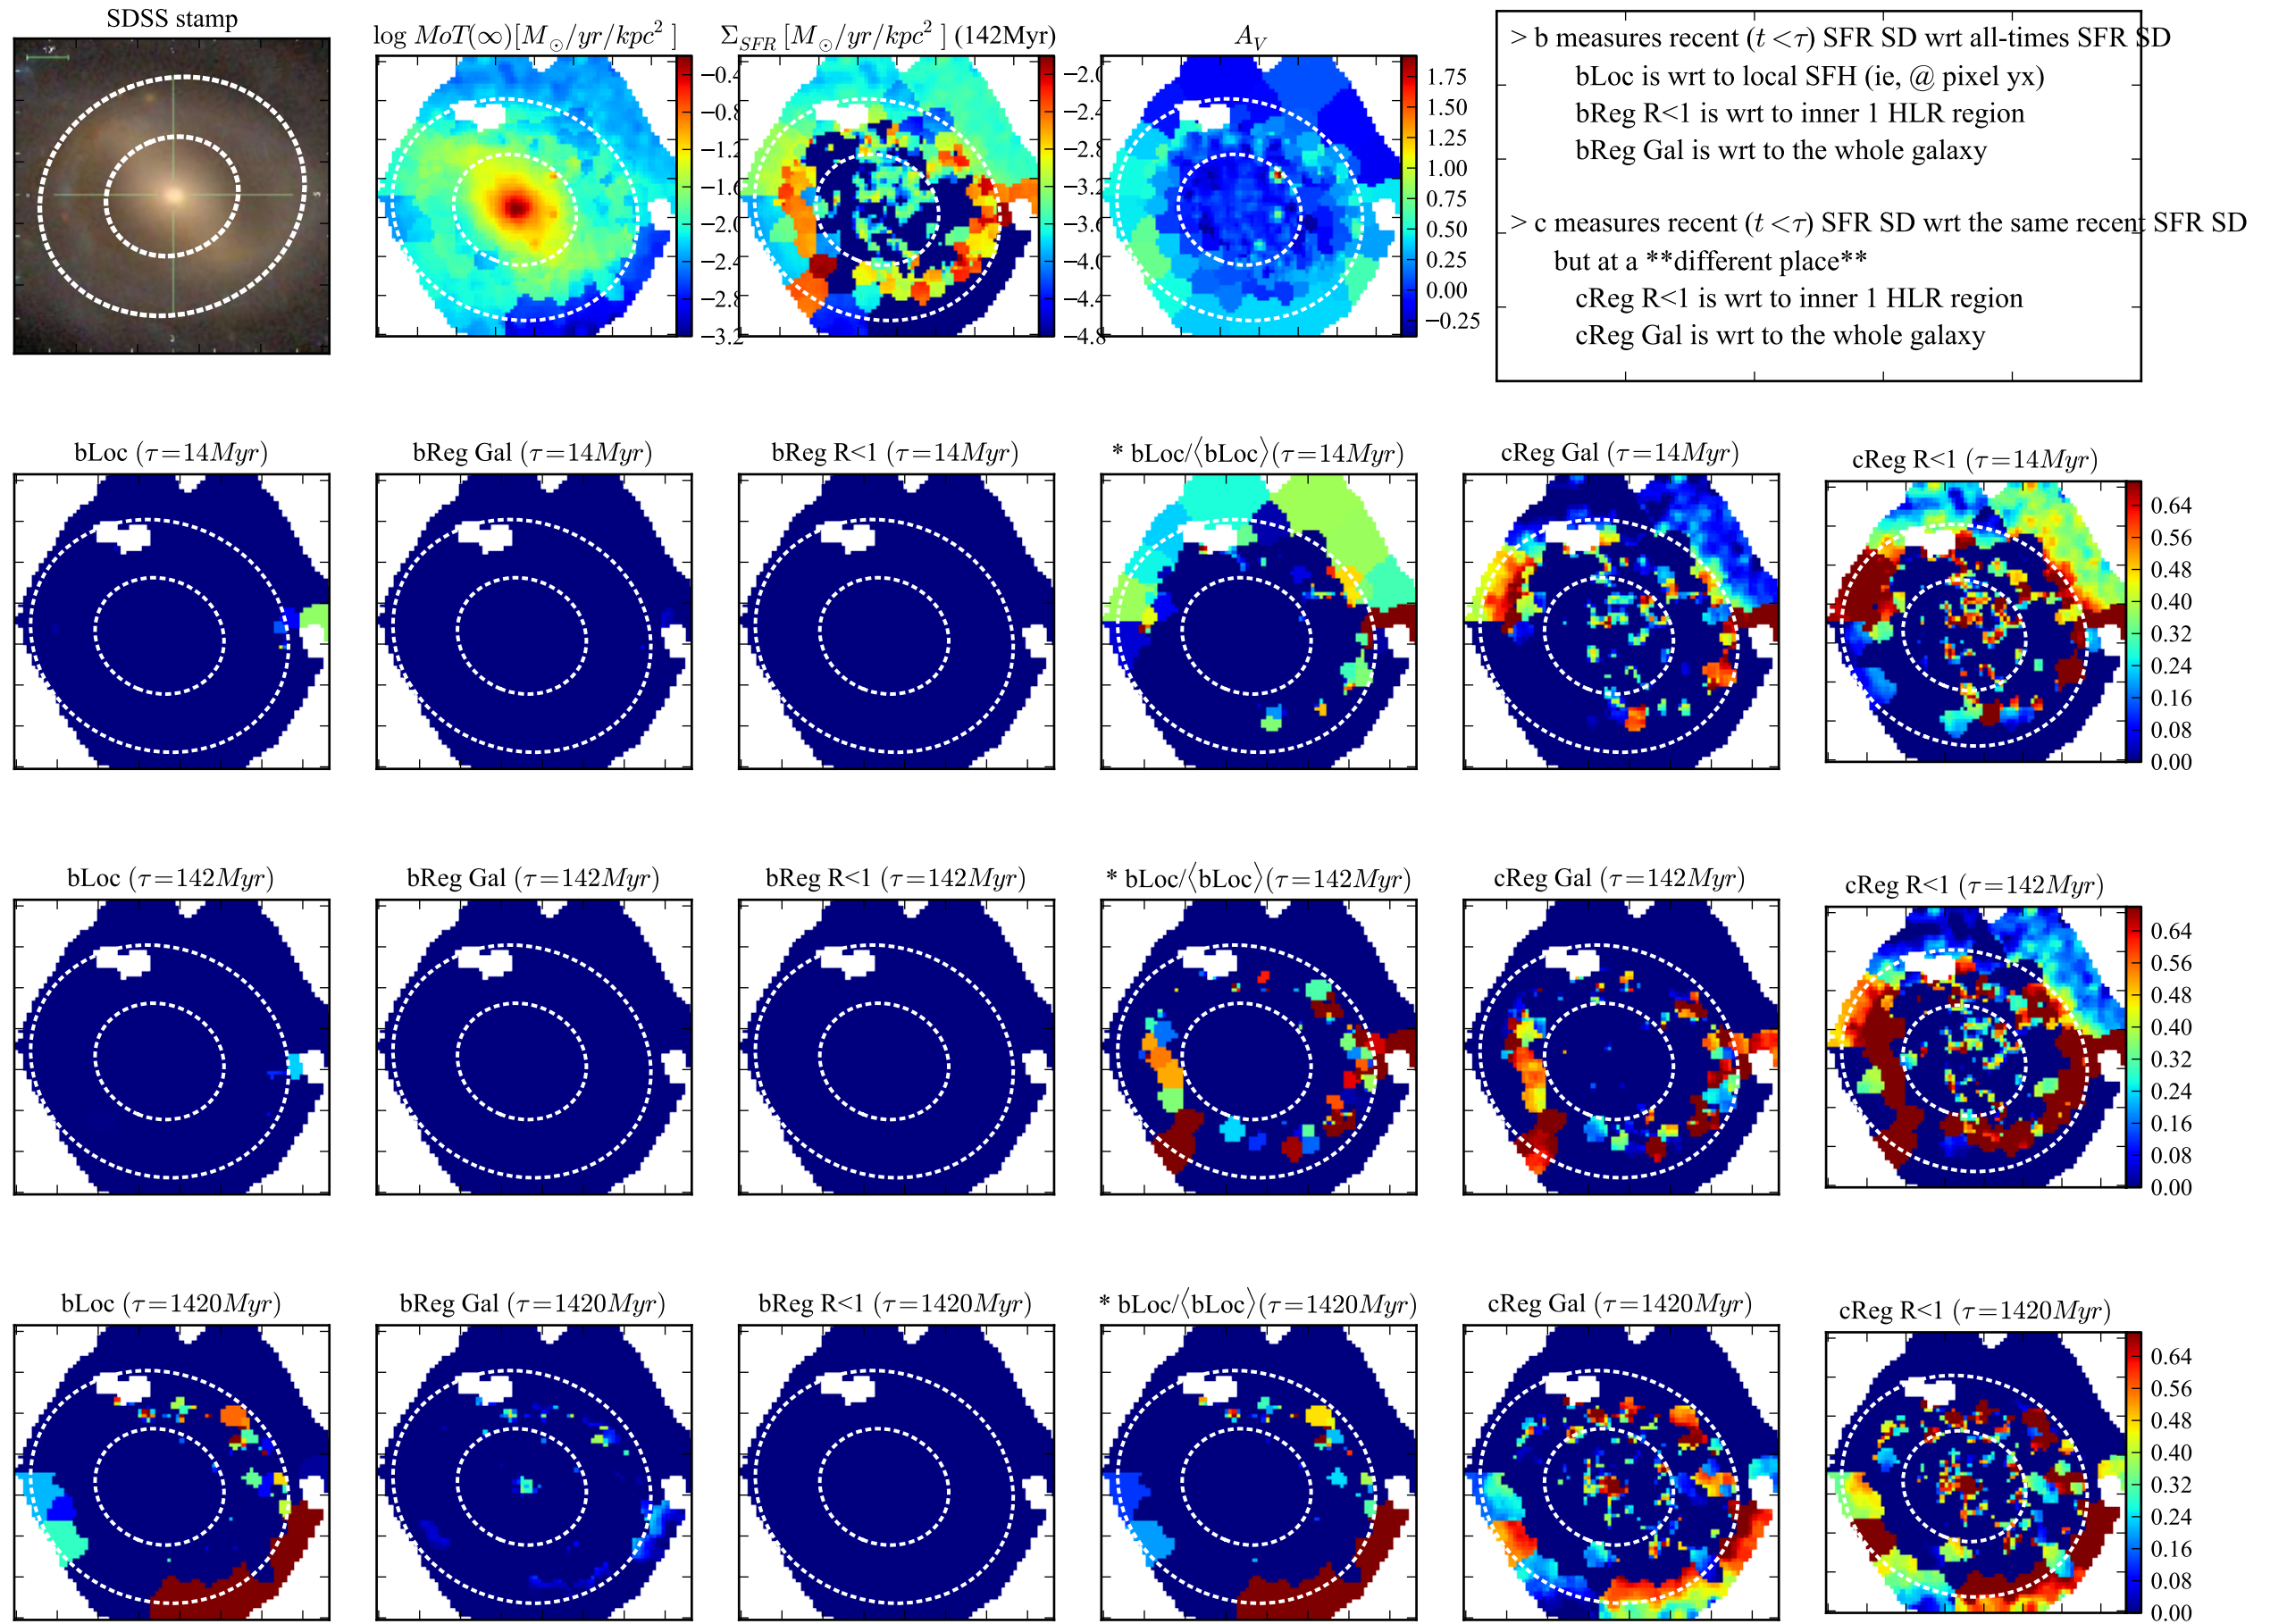 SDSS stamp
log MoT(∞)[M⊙/yr/kpc² ]
Σ_SFR [M⊙/yr/kpc² ] (142Myr)
A_V
−0.4
−0.8
−1.2
−1.6
−2.0
−2.4
−2.8
−3.2
−2.0
−2.4
−2.8
−3.2
−3.6
−4.0
−4.4
−4.8
1.75
1.50
1.25
1.00
0.75
0.50
0.25
0.00
−0.25
> b measures recent (t <τ) SFR SD wrt all-times SFR SD
bLoc is wrt to local SFH (ie, @ pixel yx)
bReg R<1 is wrt to inner 1 HLR region
bReg Gal is wrt to the whole galaxy
> c measures recent (t <τ) SFR SD wrt the same recent SFR SD
but at a **different place**
cReg R<1 is wrt to inner 1 HLR region
cReg Gal is wrt to the whole galaxy
bLoc (τ=14Myr)
bReg Gal (τ=14Myr)
bReg R<1 (τ=14Myr)
* bLoc/⟨bLoc⟩(τ=14Myr)
cReg Gal (τ=14Myr)
cReg R<1 (τ=14Myr)
0.64
0.56
0.48
0.40
0.32
0.24
0.16
0.08
0.00
bLoc (τ=142Myr)
bReg Gal (τ=142Myr)
bReg R<1 (τ=142Myr)
* bLoc/⟨bLoc⟩(τ=142Myr)
cReg Gal (τ=142Myr)
cReg R<1 (τ=142Myr)
0.64
0.56
0.48
0.40
0.32
0.24
0.16
0.08
0.00
bLoc (τ=1420Myr)
bReg Gal (τ=1420Myr)
bReg R<1 (τ=1420Myr)
* bLoc/⟨bLoc⟩(τ=1420Myr)
cReg Gal (τ=1420Myr)
cReg R<1 (τ=1420Myr)
0.64
0.56
0.48
0.40
0.32
0.24
0.16
0.08
0.00